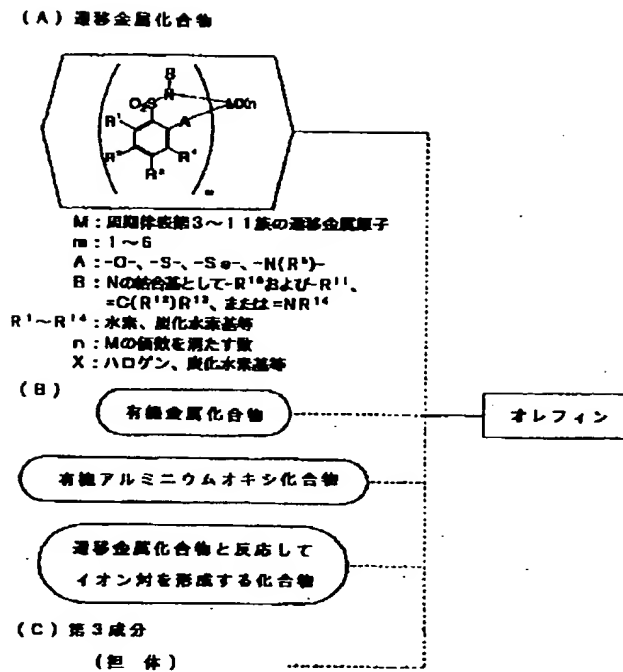 (A) 遷移金属化合物
B
O₂S N MXn
R¹ A
R⁴
R²
m
M : 周期律表第3~11族の遷移金属原子
m : 1~6
A : -O-、-S-、-Se-、-N(R⁵)-
B : Nの結合基として-R¹⁰および-R¹¹、
=C(R¹²)R¹³、または=NR¹⁴
R¹~R¹⁴ : 水素、炭化水素基等
n : Mの価数を満たす数
X : ハロゲン、炭化水素基等
(B)
有機金属化合物
オレフィン
有機アルミニウムオキシ化合物
遷移金属化合物と反応して
イオン対を形成する化合物
(C) 第3成分
(担 体)